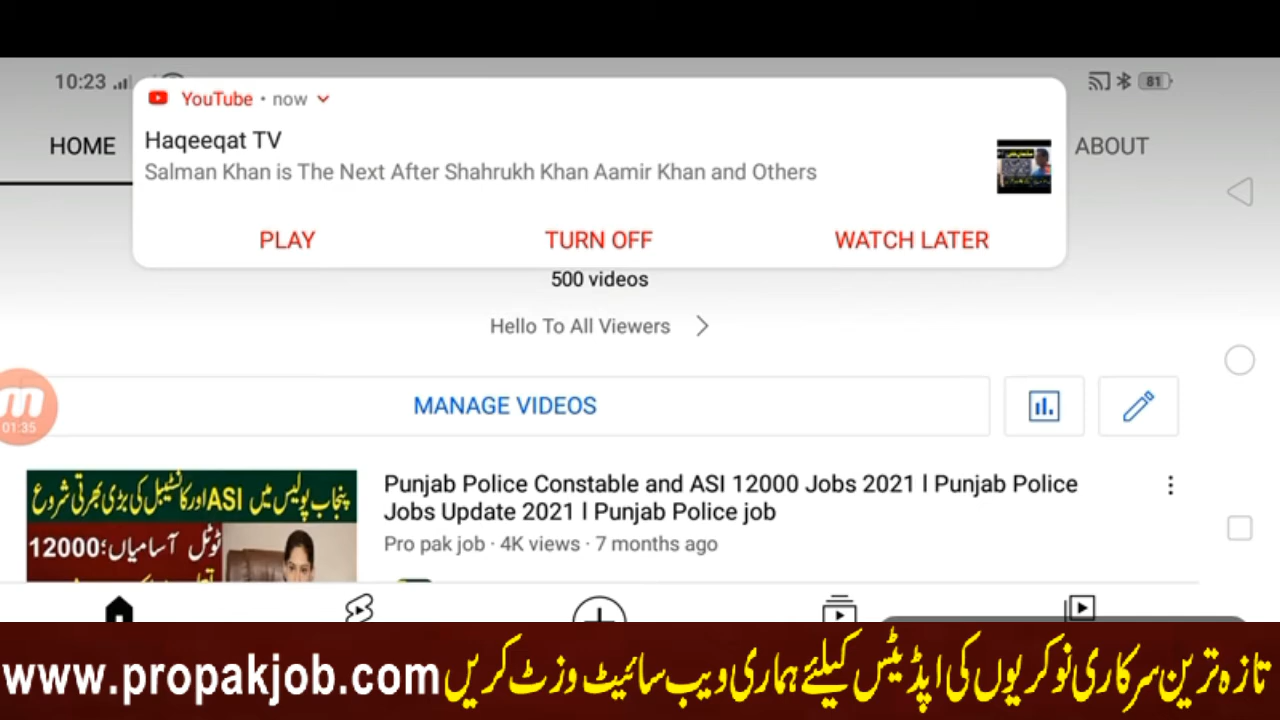 10:23
81
YouTube • now
Haqeeqat TV
Salman Khan is The Next After Shahrukh Khan Aamir Khan and Others
PLAY TURN OFF WATCH LATER
HOME
ABOUT
500 videos
Hello To All Viewers
MANAGE VIDEOS
01:35
پنجاب پولیس میں ASI اور کانسٹیبل کی بڑی بھرتی شروع
ٹوٹل آسامیاں؛12000
Punjab Police Constable and ASI 12000 Jobs 2021 l Punjab Police
Jobs Update 2021 l Punjab Police job
Pro pak job · 4K views · 7 months ago
تازہ ترین سرکاری نوکریوں کی اپڈیٹس کیلئے ہماری ویب سائیٹ وزٹ کریں www.propakjob.com